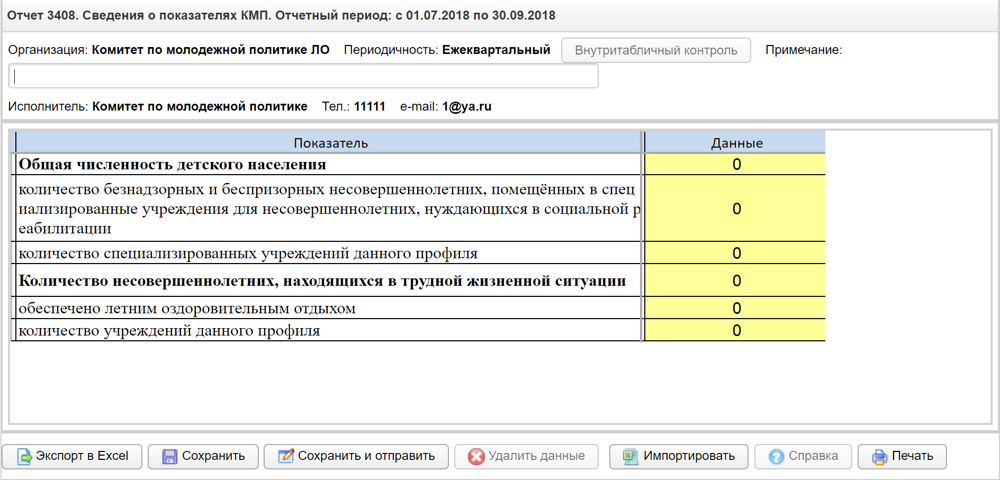 Отчет 3408. Сведения о показателях КМП. Отчетный период: с 01.07.2018 по 30.09.2018
Организация: Комитет по молодежной политике ЛО Периодичность: Ежеквартальный Внутритабличный контроль Примечание:
Исполнитель: Комитет по молодежной политике Тел.: 11111 e-mail: 1@ya.ru
Показатель Данные
Общая численность детского населения 0
количество безнадзорных и беспризорных несовершеннолетних, помещённых в спец
иализированные учреждения для несовершеннолетних, нуждающихся в социальной р 0
еабилитации
количество специализированных учреждений данного профиля 0
Количество несовершеннолетних, находящихся в трудной жизненной ситуации 0
обеспечено летним оздоровительным отдыхом 0
количество учреждений данного профиля 0
Экспорт в Excel Сохранить Сохранить и отправить Удалить данные Импортировать Справка Печать